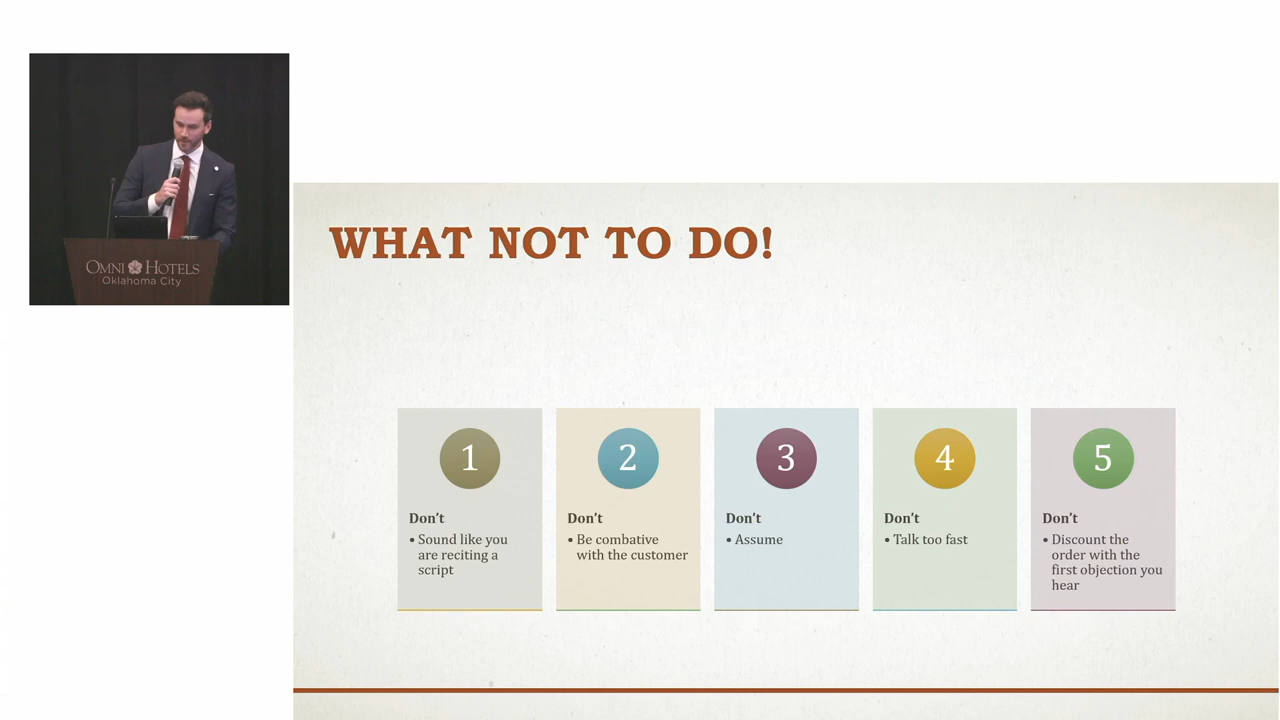 OMNI HOTELS
Oklahoma City
WHAT NOT TO DO!
1
Don't
• Sound like you
are reciting a
script
2
Don't
• Be combative
with the customer
3
Don't
• Assume
4
Don't
• Talk too fast
5
Don't
• Discount the
order with the
first objection you
hear